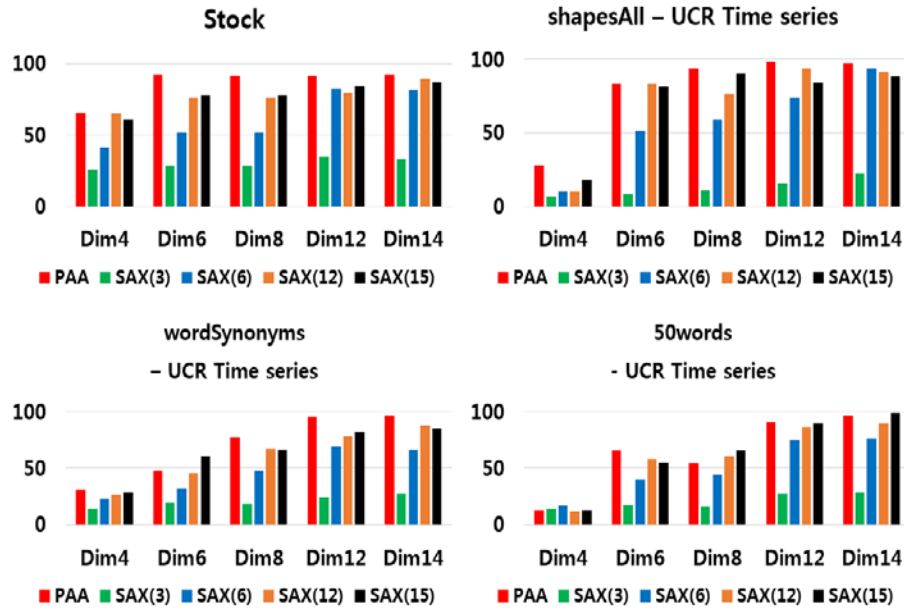 Stock
100
50
0
Dim4 Dim6 Dim8 Dim12 Dim14
PAA SAX(3) SAX(6) SAX(12) SAX(15)
shapesAll – UCR Time series
100
50
0
Dim4 Dim6 Dim8 Dim12 Dim14
PAA SAX(3) SAX(6) SAX(12) SAX(15)
wordSynonyms
– UCR Time series
100
50
0
Dim4 Dim6 Dim8 Dim12 Dim14
PAA SAX(3) SAX(6) SAX(12) SAX(15)
50words
- UCR Time series
100
50
0
Dim4 Dim6 Dim8 Dim12 Dim14
PAA SAX(3) SAX(6) SAX(12) SAX(15)